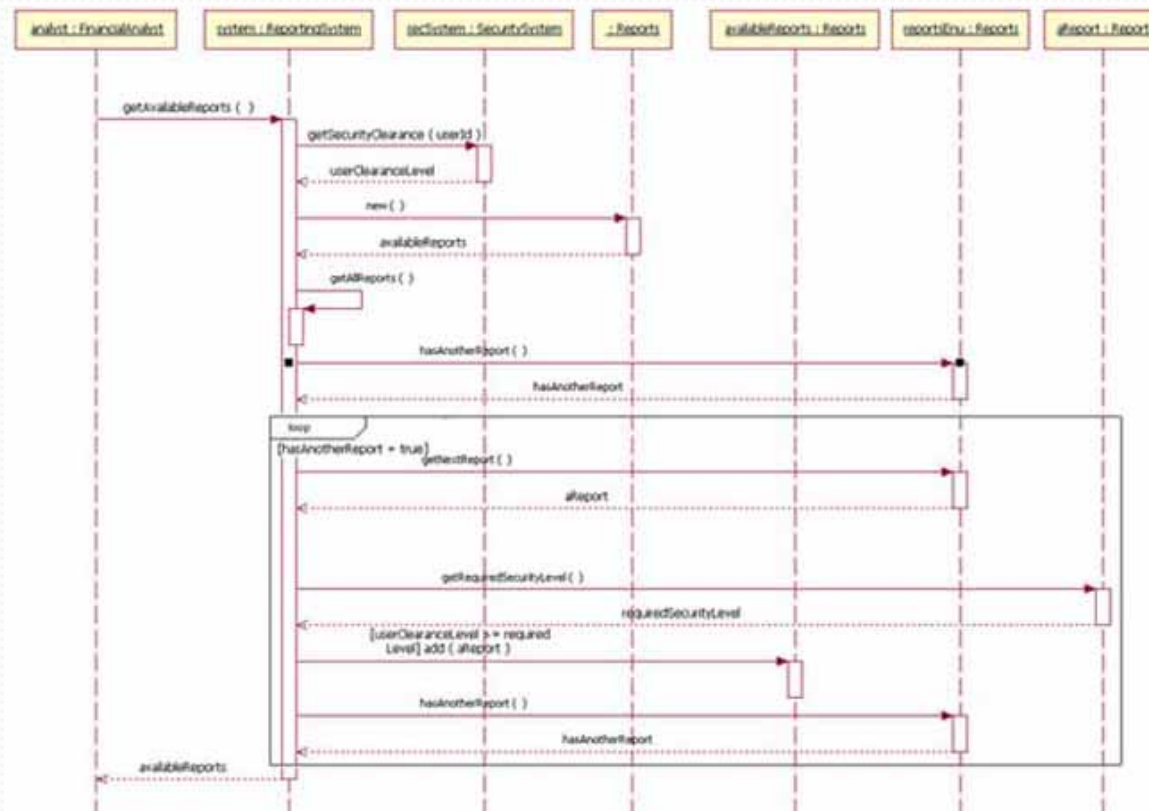 analyst : FinancialAnalyst
system : ReportingSystem
secSystem : SecuritySystem
: Reports
availableReports : Reports
reportsEnu : Reports
aReport : Report
getAvailableReports ( )
getSecurityClearance ( userId )
userClearanceLevel
new ( )
availableReports
getAllReports ( )
hasAnotherReport ( )
hasAnotherReport
loop
[hasAnotherReport = true]
getNextReport ( )
aReport
getRequiredSecurityLevel ( )
requiredSecurityLevel
[userClearanceLevel >= required
Level] add ( aReport )
hasAnotherReport ( )
hasAnotherReport
availableReports